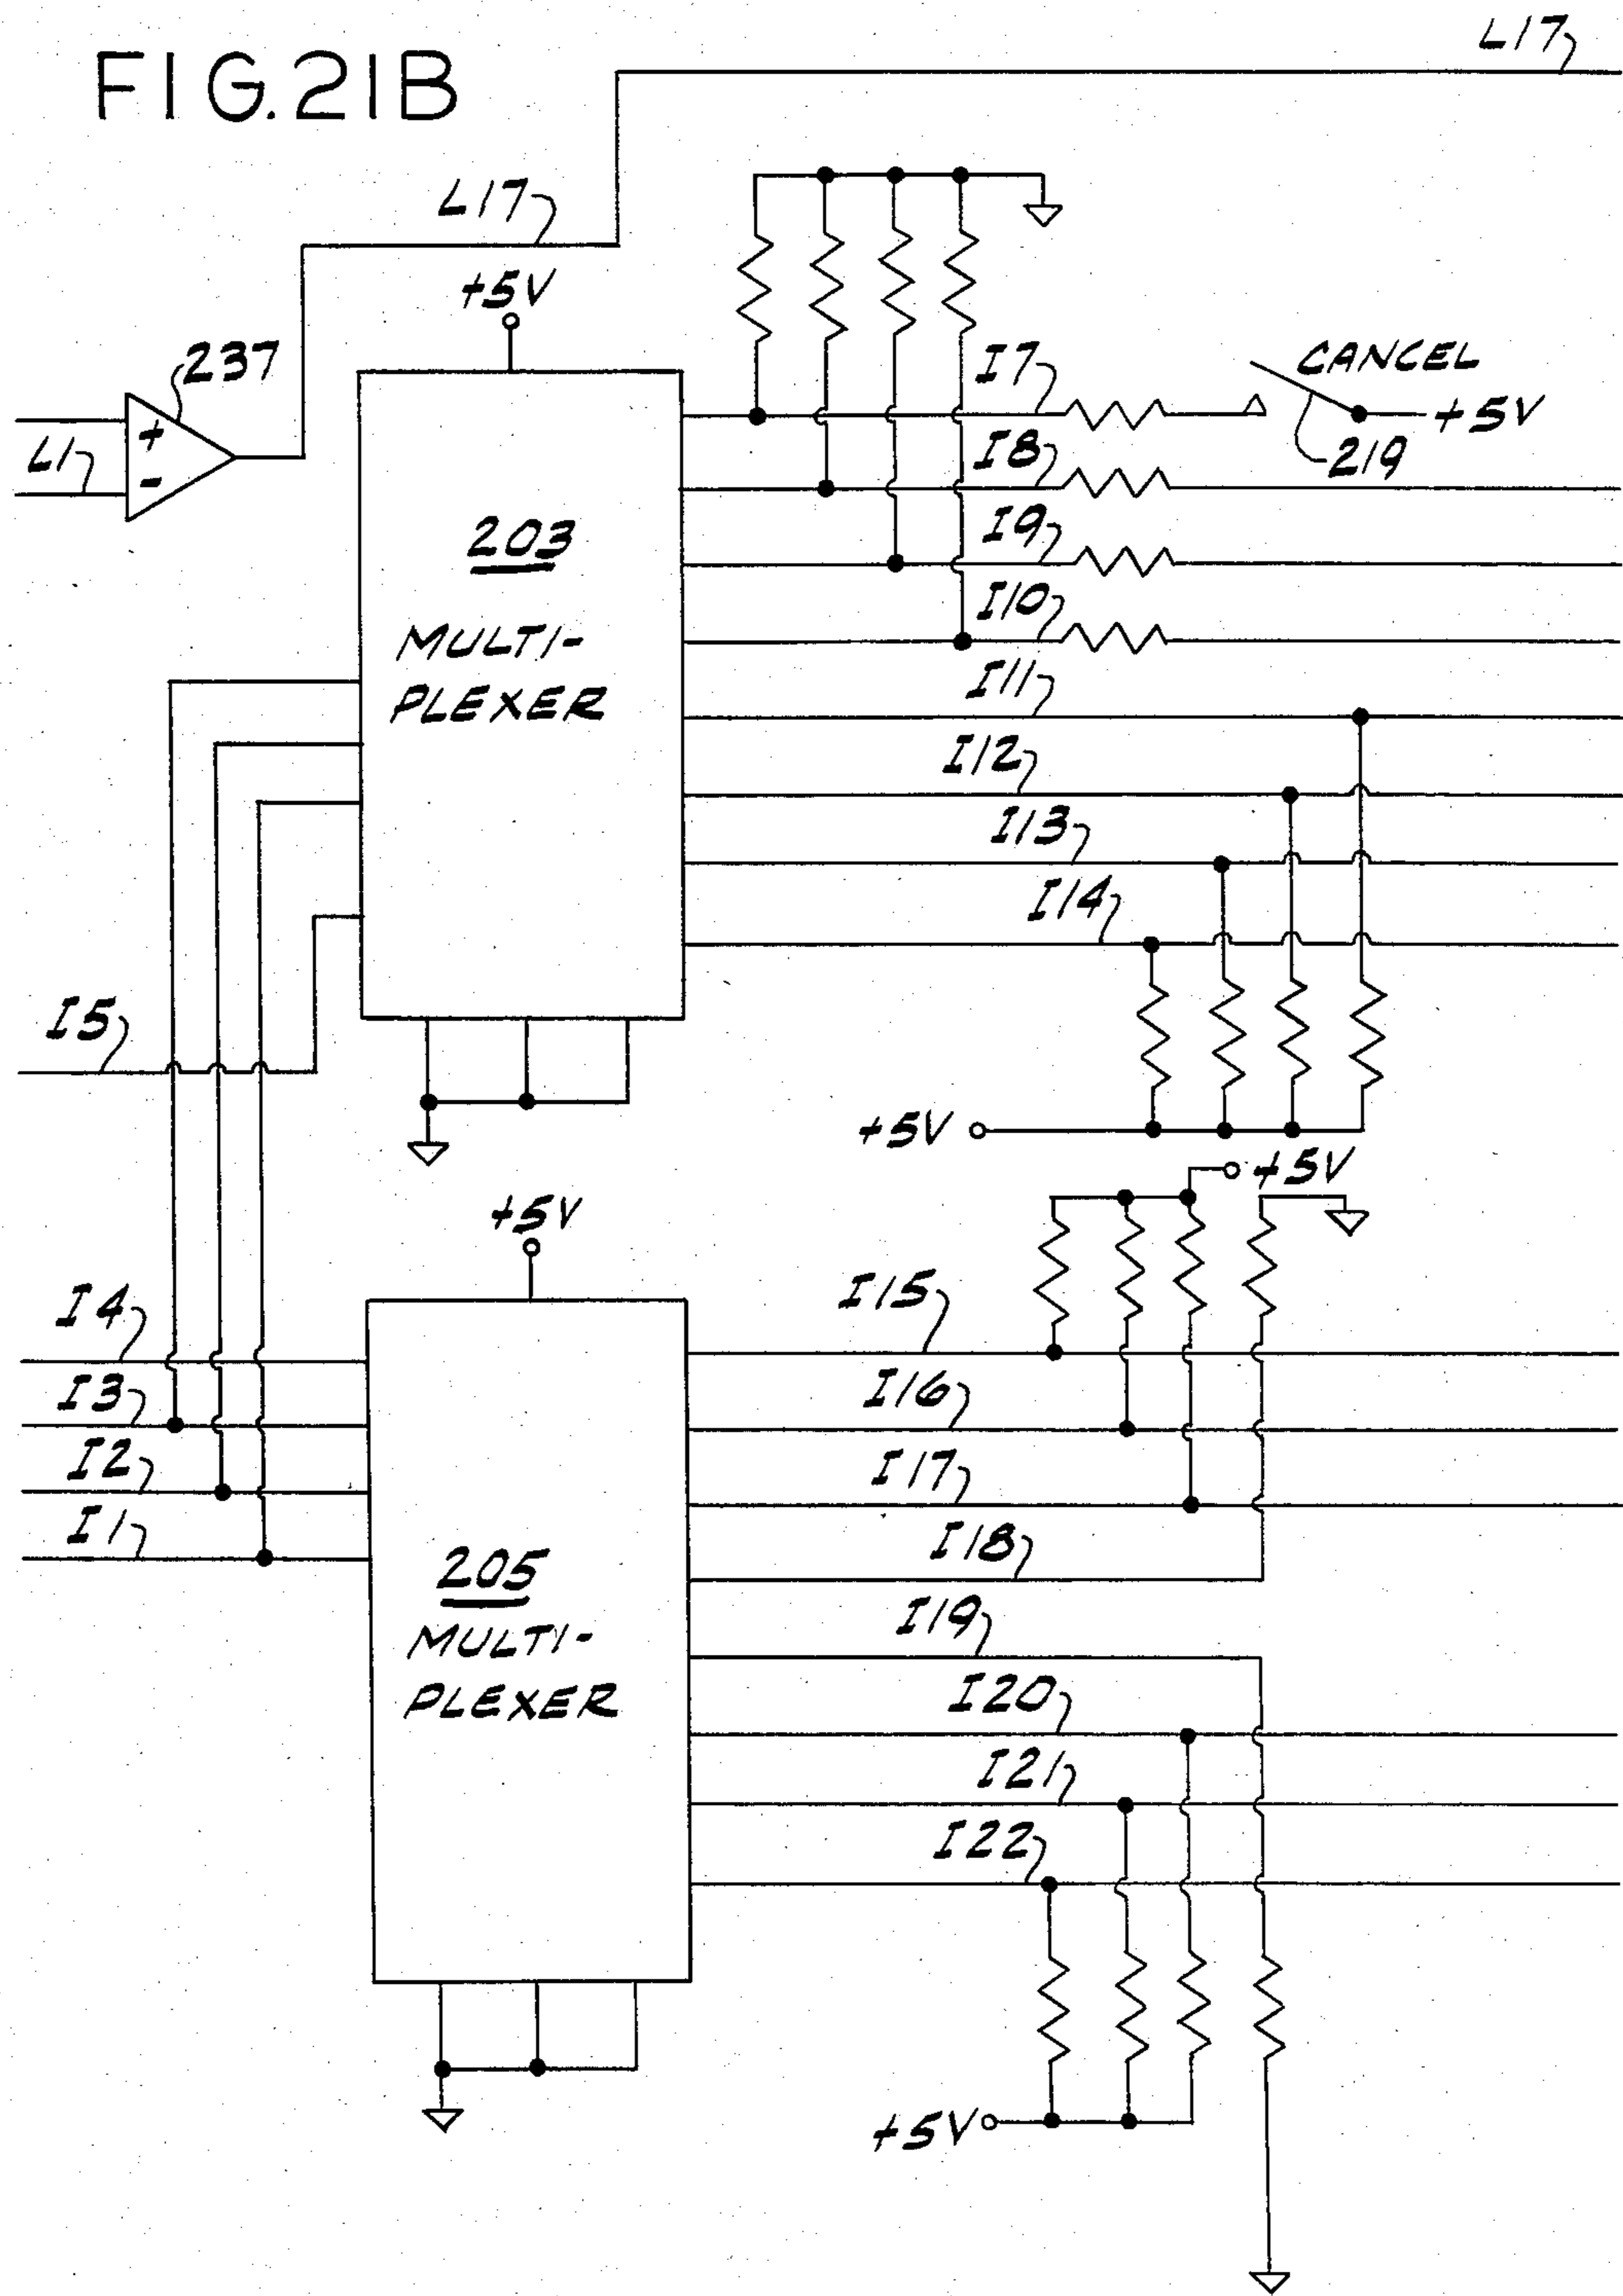 FIG.21B
L17
L17
+5V
237
+
L1
-
203
MULTI-
PLEXER
I7
CANCEL
+5V
219
I8
I9
I10
I11
I12
I13
I14
I5
+5V
+5V
+5V
I4
I3
I2
I1
205
MULTI-
PLEXER
I15
I16
I17
I18
I19
I20
I21
I22
+5V